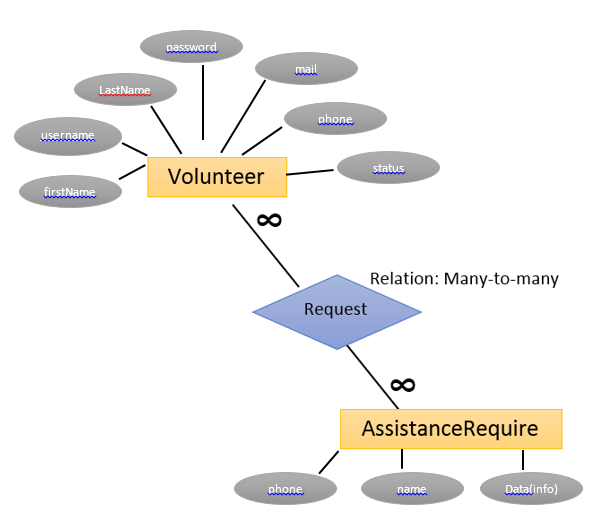 password
mail
LastName
phone
username
status
Volunteer
firstName
∞
Relation: Many-to-many
Request
∞
AssistanceRequire
phone
name
Data(info)